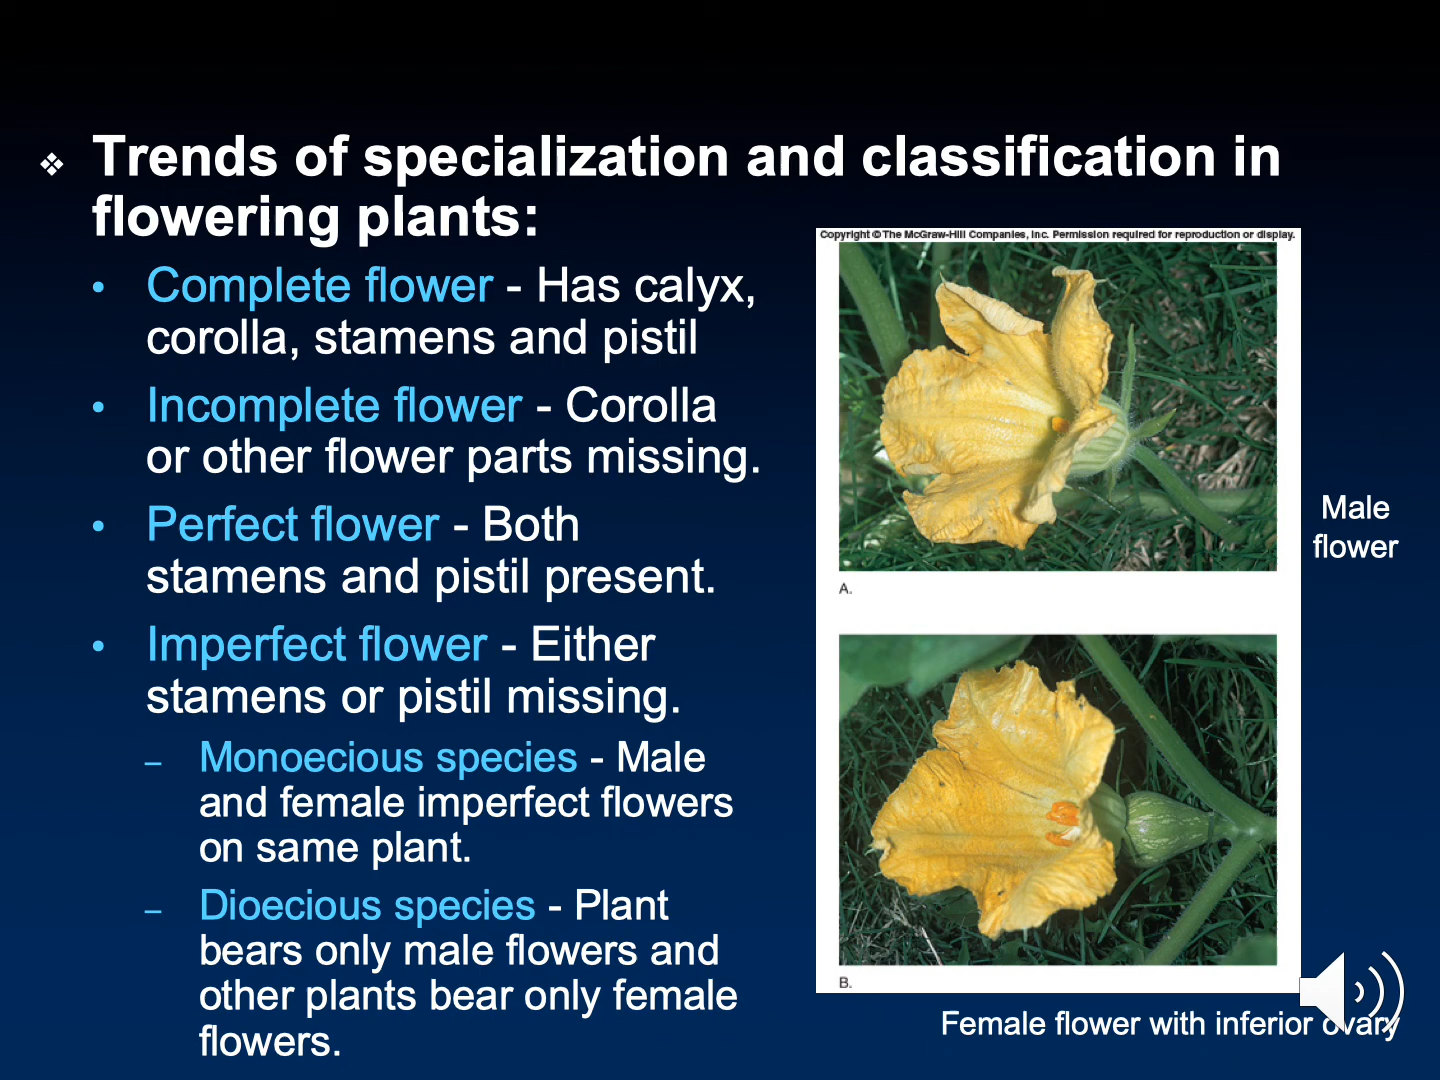 Trends of specialization and classification in
flowering plants:
Complete flower - Has calyx,
corolla, stamens and pistil
Incomplete flower - Corolla
or other flower parts missing.
Perfect flower - Both
stamens and pistil present.
Imperfect flower - Either
stamens or pistil missing.
Monoecious species - Male
and female imperfect flowers
on same plant.
Dioecious species - Plant
bears only male flowers and
other plants bear only female
flowers.
Copyright © The McGraw-Hill Companies, Inc. Permission required for reproduction or display.
A.
Male
flower
B.
Female flower with inferior ovary